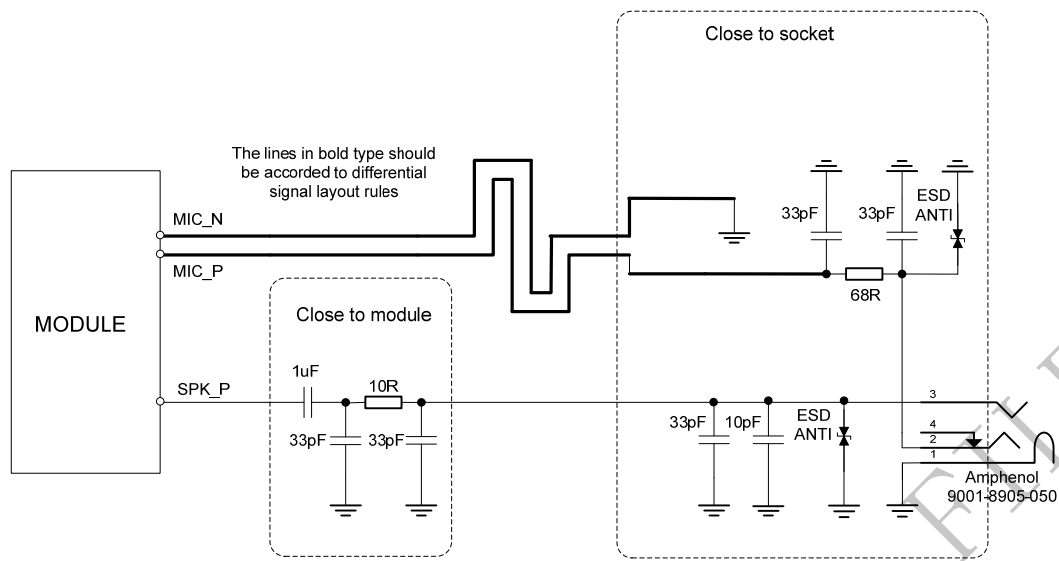 Close to socket
The lines in bold type should
be accorded to differential
signal layout rules
MIC_N
MIC_P
33pF
33pF
ESD
ANTI
68R
MODULE
Close to module
SPK_P
1uF
10R
33pF
33pF
33pF
10pF
ESD
ANTI
3
4
2
1
Amphenol
9001-8905-050